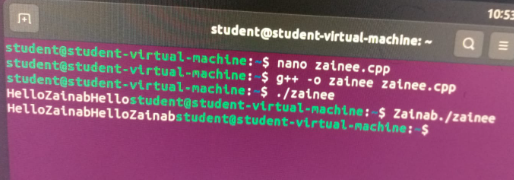 10:53
student@student-virtual-machine: ~
student@student-virtual-machine:~$ nano zainee.cpp
student@student-virtual-machine:~$ g++ -o zainee zainee.cpp
student@student-virtual-machine:~$ ./zainee
HelloZainabHellostudent@student-virtual-machine:~$ Zainab./zainee
HelloZainabHelloZainabstudent@student-virtual-machine:~$